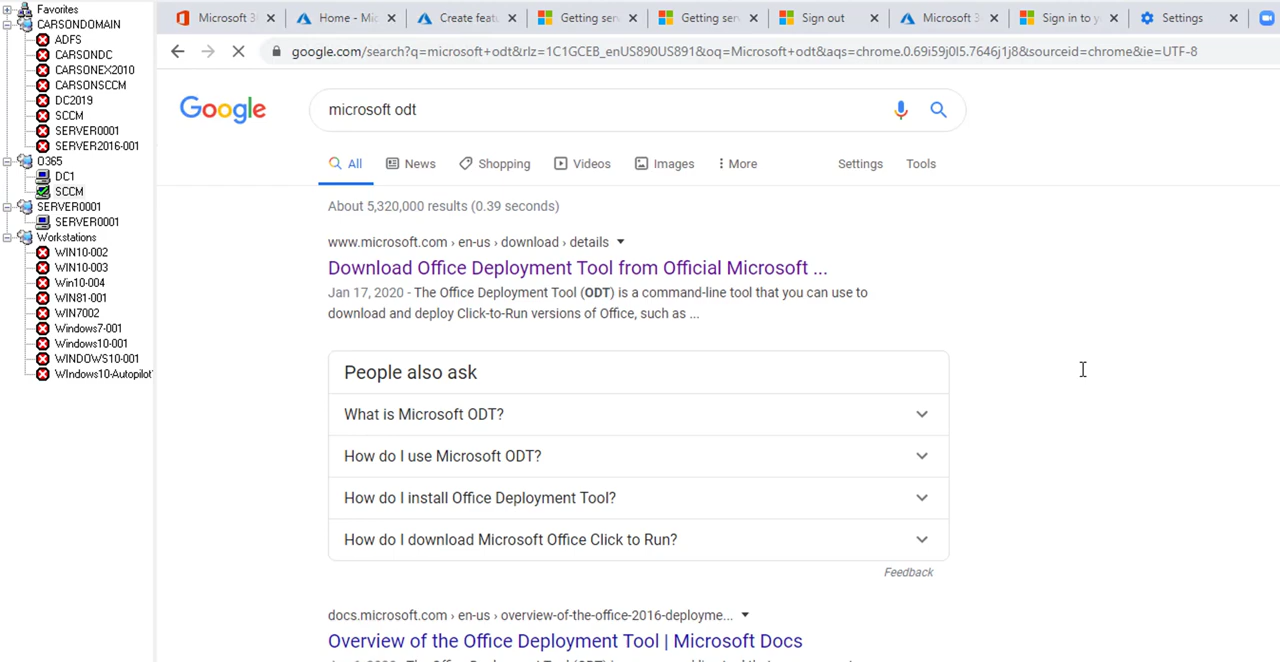 Favorites
CARSONDOMAIN
ADFS
CARSONDC
CARSONEX2010
CARSONSCCM
DC2019
SCCM
SERVER0001
SERVER2016-001
O365
DC1
SCCM
SERVER0001
SERVER0001
Workstations
WIN10-002
WIN10-003
Win10-004
WIN81-001
WIN7002
Windows7-001
Windows10-001
WINDOWS10-001
WIndows10-Autopilot
Microsoft 3
Home - Mic
Create featu
Getting serv
Getting serv
Sign out
Microsoft 3
Sign in to yo
Settings
google.com/search?q=microsoft+odt&rlz=1C1GCEB_enUS890US891&oq=Microsoft+odt&aqs=chrome.0.69i59j0l5.7646j1j8&sourceid=chrome&ie=UTF-8
Google
microsoft odt
All News Shopping Videos Images More Settings Tools
About 5,320,000 results (0.39 seconds)
www.microsoft.com › en-us › download › details
Download Office Deployment Tool from Official Microsoft ...
Jan 17, 2020 - The Office Deployment Tool (ODT) is a command-line tool that you can use to
download and deploy Click-to-Run versions of Office, such as ...
People also ask
What is Microsoft ODT?
How do I use Microsoft ODT?
How do I install Office Deployment Tool?
How do I download Microsoft Office Click to Run?
Feedback
docs.microsoft.com › en-us › overview-of-the-office-2016-deployme...
Overview of the Office Deployment Tool | Microsoft Docs